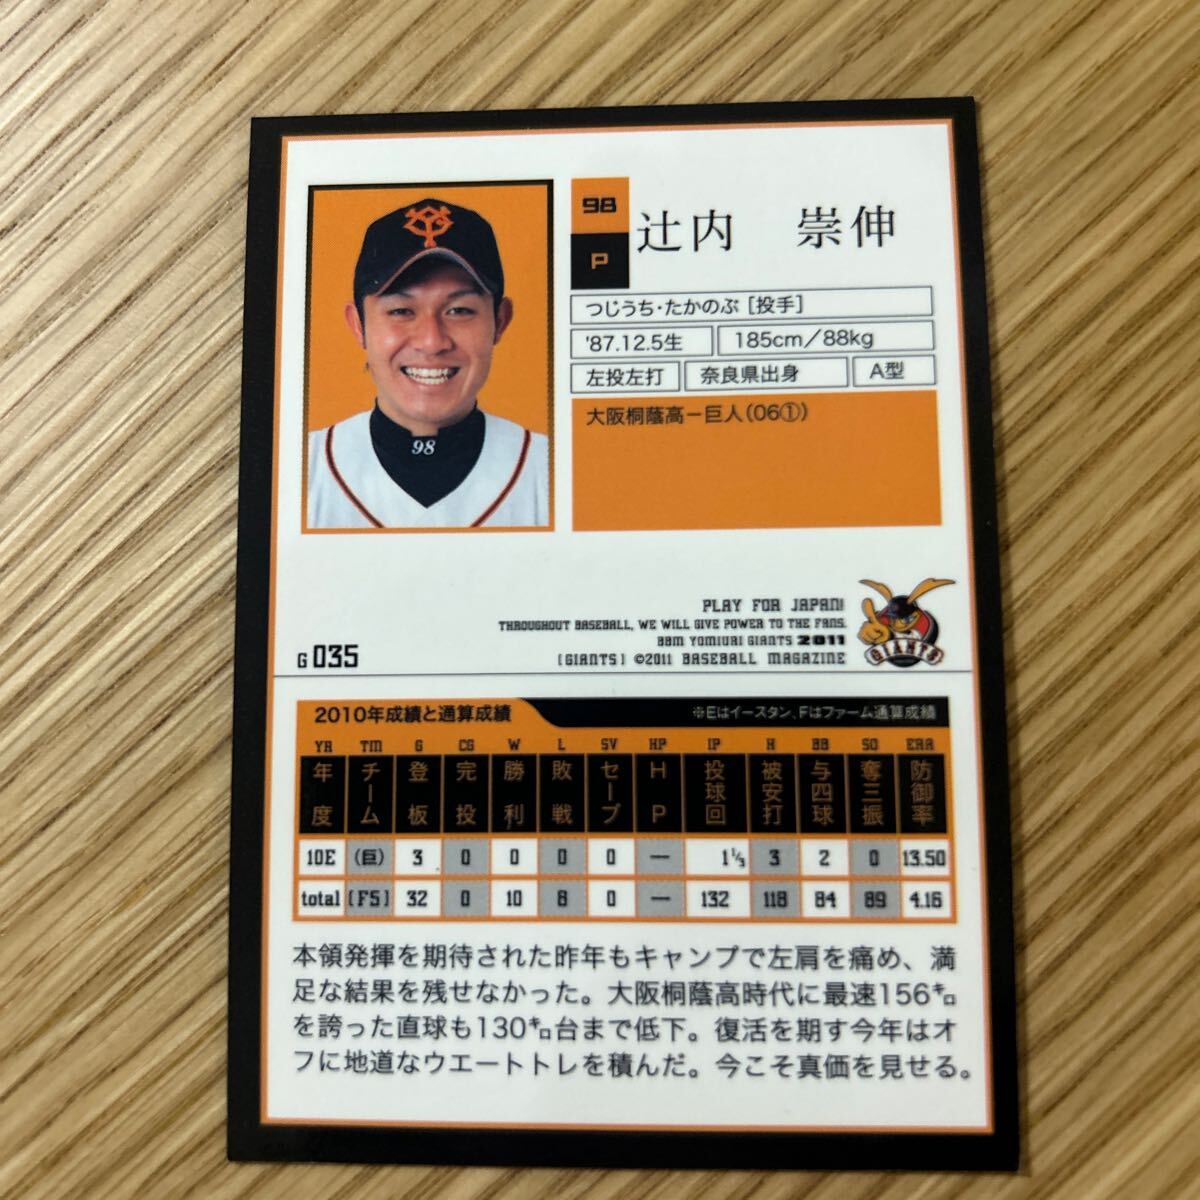 98
P
辻内 崇伸
つじうち・たかのぶ [投手]
'87.12.5生
185cm/88kg
左投左打
奈良県出身
A型
大阪桐蔭高ー巨人(06①)
98
PLAY FOR JAPAN!
THROUGHOUT BASEBALL, WE WILL GIVE POWER TO THE FANS.
BBM YOMIURI GIANTS 2011
(GIANTS) ©2011 BASEBALL MAGAZINE
GIANTS
G 035
2010年成績と通算成績
※Eはイースタン、Fはファーム通算成績
YR TM G CG W L SV HP IP H BB SO ERA
年度 チーム 登板 完投 勝利 敗戦 セーブ HP 投球回 被安打 与四球 奪三振 防御率
10E (巨) 3 0 0 0 0 — 1⅓ 3 2 0 13.50
total (F5) 32 0 10 8 0 — 132 118 84 89 4.16
本領発揮を期待された昨年もキャンプで左肩を痛め、満
足な結果を残せなかった。大阪桐蔭高時代に最速156㌔
を誇った直球も130㌔台まで低下。復活を期す今年はオ
フに地道なウエートトレを積んだ。今こそ真価を見せる。